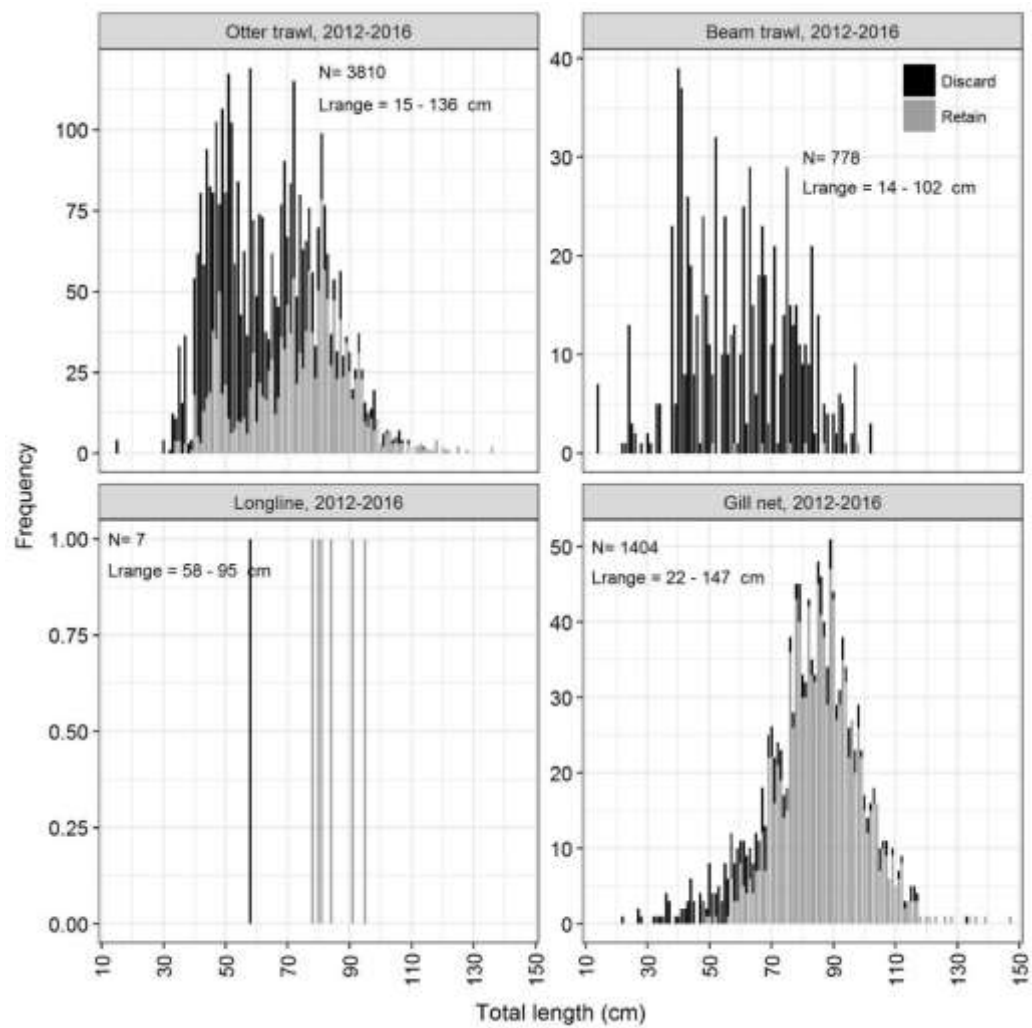 Otter trawl, 2012-2016
N= 3810
Lrange = 15 - 136 cm
100
75
50
25
0
Beam trawl, 2012-2016
Discard
Retain
N= 778
Lrange = 14 - 102 cm
40
30
20
10
0
Frequency
Longline, 2012-2016
N= 7
Lrange = 58 - 95 cm
1.00
0.75
0.50
0.25
0.00
10 30 50 70 90 110 130 150
Gill net, 2012-2016
N= 1404
Lrange = 22 - 147 cm
50
40
30
20
10
0
10 30 50 70 90 110 130 150
Total length (cm)